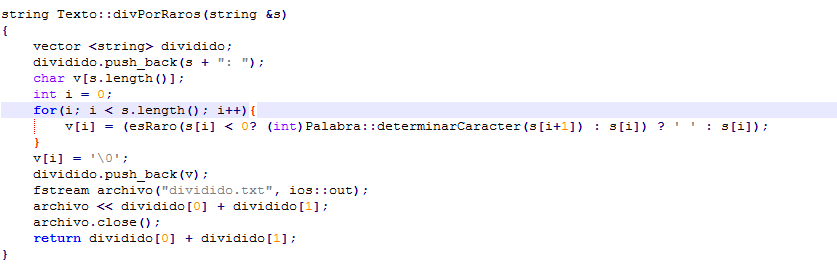 string Texto::divPorRaros(string &s)
{
    vector <string> dividido;
    dividido.push_back(s + ": ");
    char v[s.length()];
    int i = 0;
    for(i; i < s.length(); i++){
        v[i] = (esRaro(s[i] < 0? (int)Palabra::determinarCaracter(s[i+1]) : s[i]) ? ' ' : s[i]);
    }
    v[i] = '\0';
    dividido.push_back(v);
    fstream archivo("dividido.txt", ios::out);
    archivo << dividido[0] + dividido[1];
    archivo.close();
    return dividido[0] + dividido[1];
}